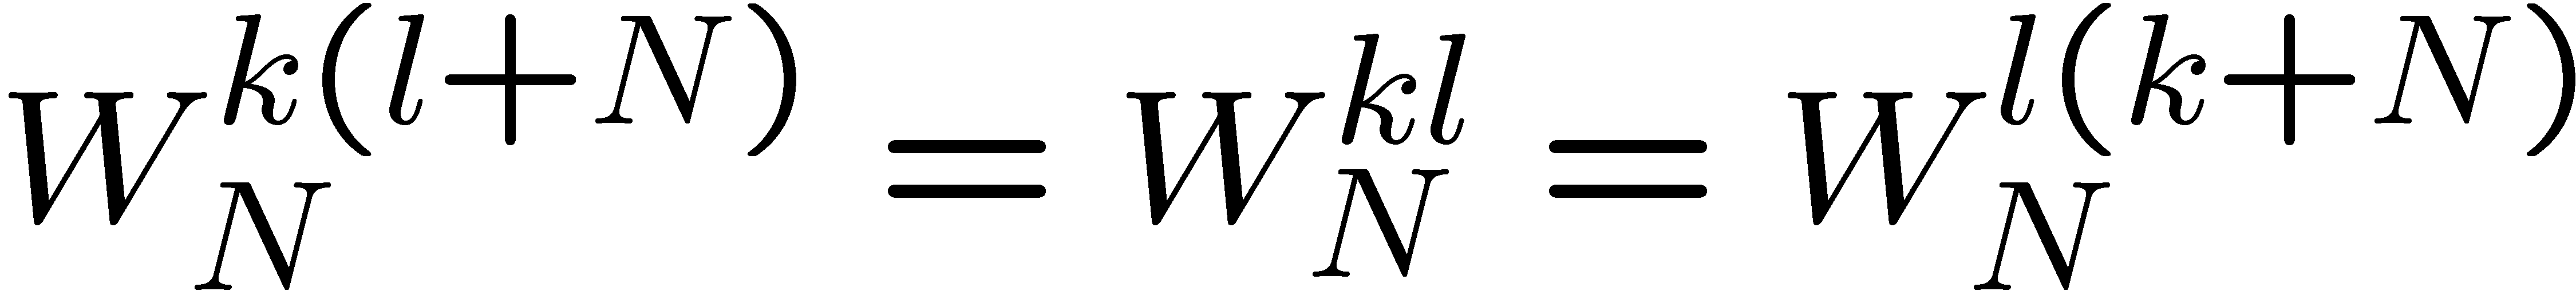 $W_N^{k(l+N)} = W_N^{kl} = W_N^{l(k+N)}$